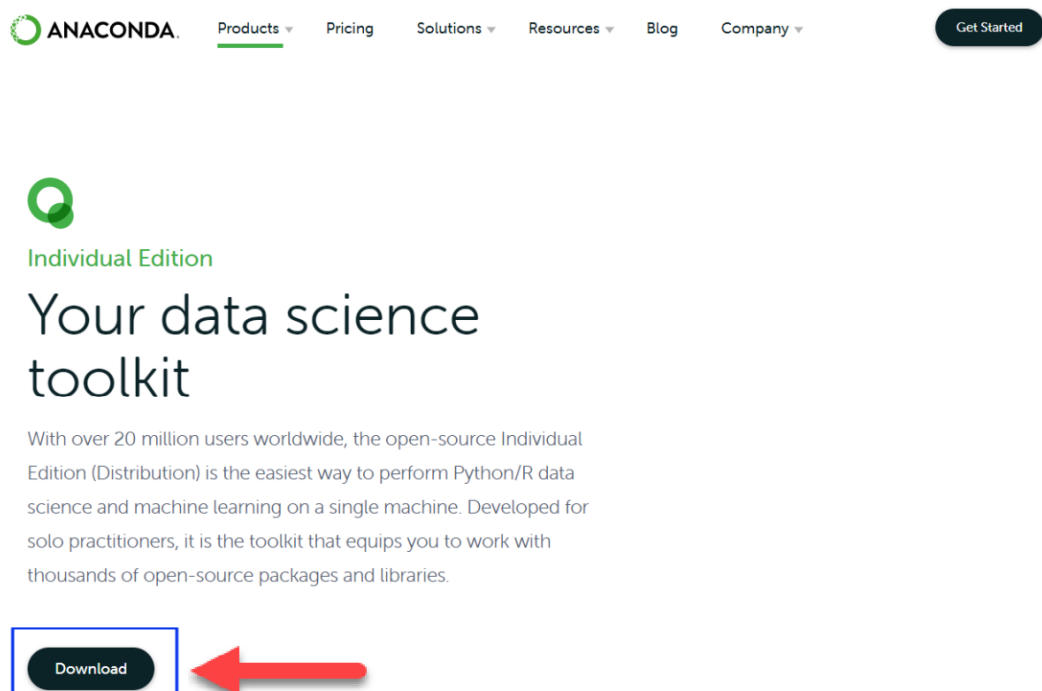 ANACONDA.
Products Pricing Solutions Resources Blog Company Get Started
Individual Edition
Your data science
toolkit
With over 20 million users worldwide, the open-source Individual
Edition (Distribution) is the easiest way to perform Python/R data
science and machine learning on a single machine. Developed for
solo practitioners, it is the toolkit that equips you to work with
thousands of open-source packages and libraries.
Download